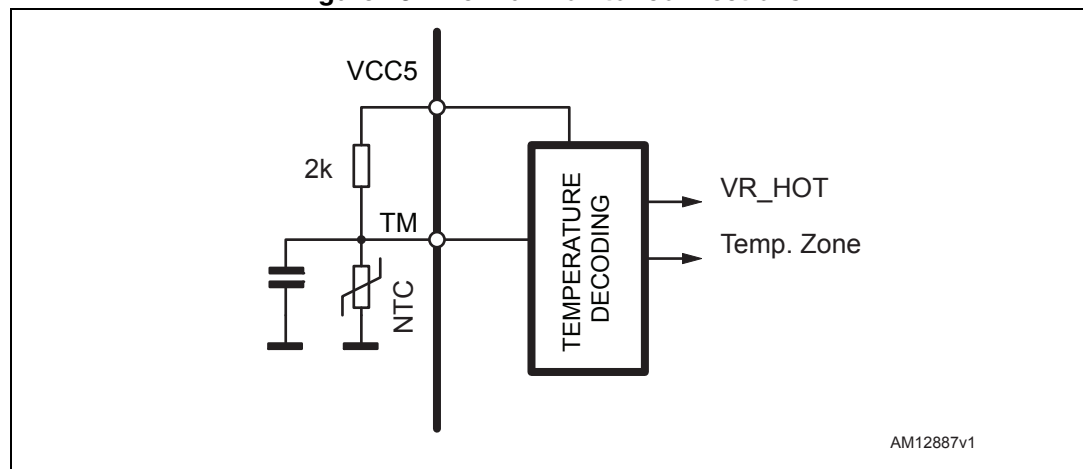 VCC5
2k
TM
NTC
TEMPERATURE
DECODING
VR_HOT
Temp. Zone
AM12887v1